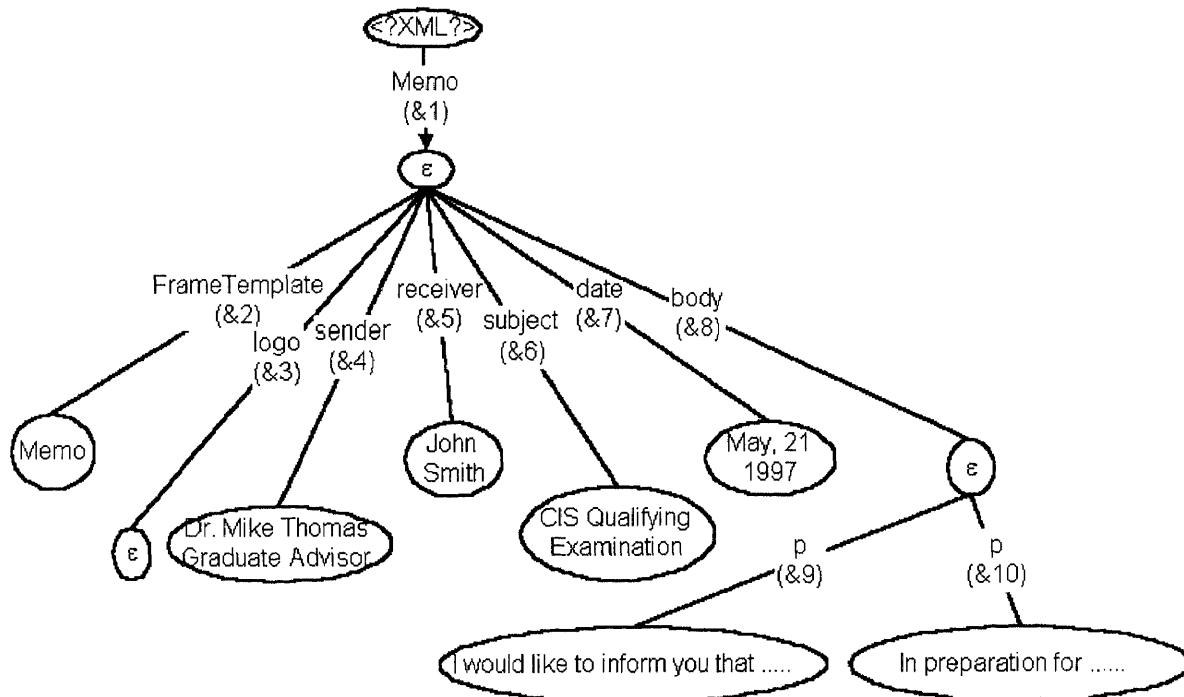 <?XML?>
Memo
(&1)
ε
FrameTemplate
(&2)
logo
(&3)
sender
(&4)
receiver
(&5)
subject
(&6)
date
(&7)
body
(&8)
Memo
ε
Dr. Mike Thomas
Graduate Advisor
John
Smith
CIS Qualifying
Examination
May, 21
1997
ε
p
(&9)
p
(&10)
I would like to inform you that .....
In preparation for ......